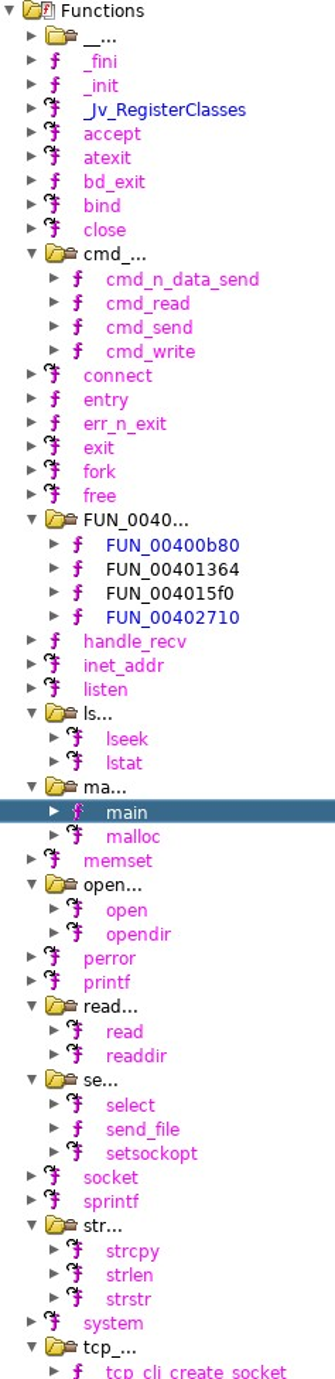 Functions
__...
_fini
_init
_Jv_RegisterClasses
accept
atexit
bd_exit
bind
close
cmd_...
cmd_n_data_send
cmd_read
cmd_send
cmd_write
connect
entry
err_n_exit
exit
fork
free
FUN_0040...
FUN_00400b80
FUN_00401364
FUN_004015f0
FUN_00402710
handle_recv
inet_addr
listen
ls...
lseek
lstat
ma...
main
malloc
memset
open...
open
opendir
perror
printf
read...
read
readdir
se...
select
send_file
setsockopt
socket
sprintf
str...
strcpy
strlen
strstr
system
tcp_...
tcp_cli_create_socket